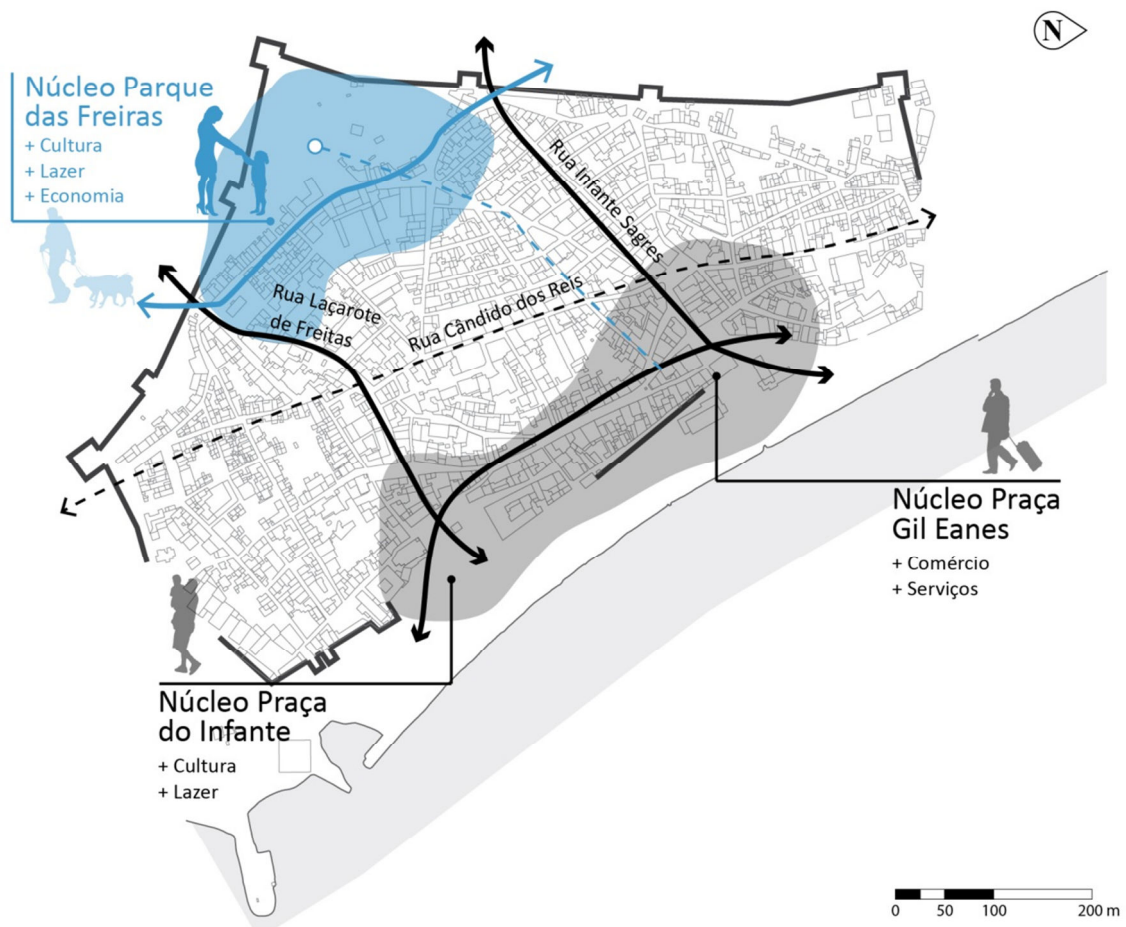 N
Núcleo Parque
das Freiras
+ Cultura
+ Lazer
+ Economia
Rua Infante Sagres
Rua Laçarote
de Freitas
Rua Cândido dos Reis
Núcleo Praça
Gil Eanes
+ Comércio
+ Serviços
Núcleo Praça
do Infante
+ Cultura
+ Lazer
0 50 100 200 m